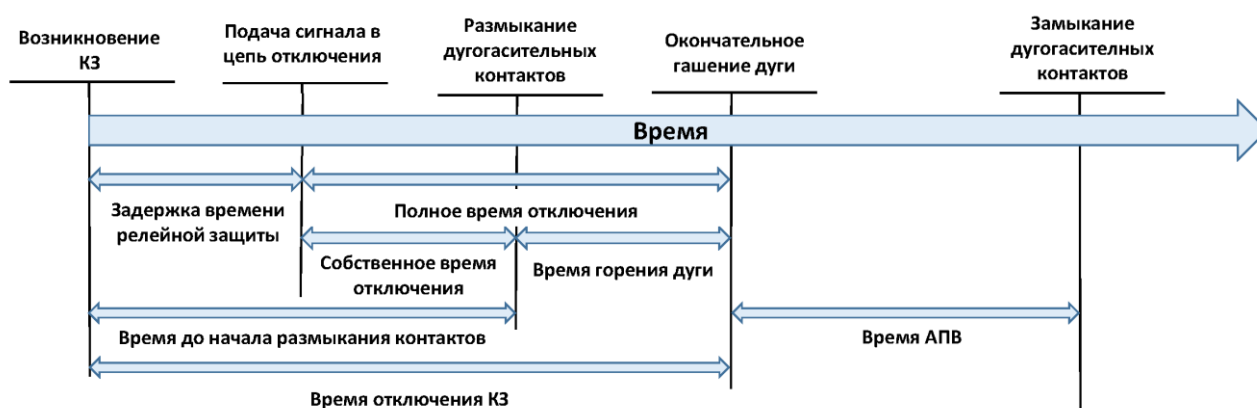 Возникновение
КЗ
Подача сигнала в
цепь отключения
Размыкание
дугогасительных
контактов
Окончательное
гашение дуги
Замыкание
дугогасителных
контактов
Время
Задержка времени
релейной защиты
Полное время отключения
Собственное время
отключения
Время горения дуги
Время до начала размыкания контактов
Время АПВ
Время отключения КЗ